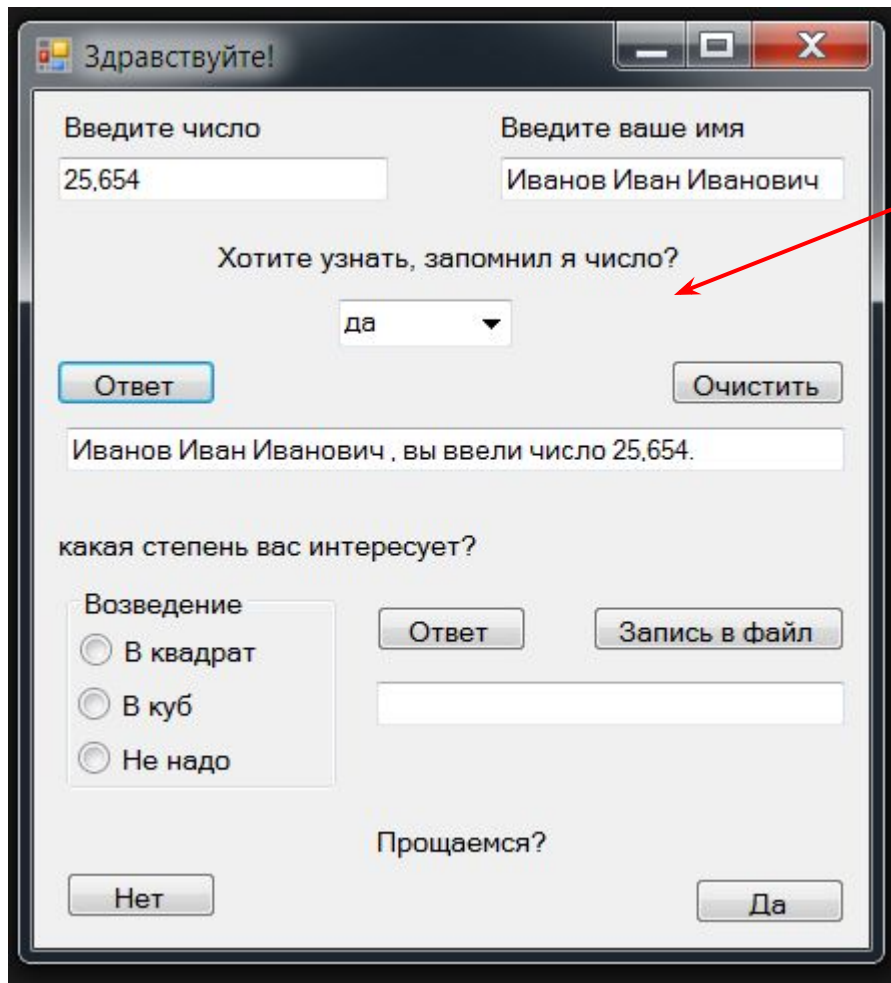 Здравствуйте!
Введите число Введите ваше имя
25,654 Иванов Иван Иванович
Хотите узнать, запомнил я число?
да
Ответ Очистить
Иванов Иван Иванович , вы ввели число 25,654.
какая степень вас интересует?
Возведение
Ответ Запись в файл
В квадрат
В куб
Не надо
Прощаемся?
Нет Да